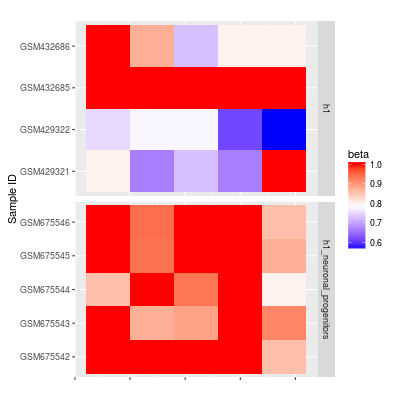 Sample ID
GSM432686
GSM432685
GSM429322
GSM429321
h1
GSM675546
GSM675545
GSM675544
GSM675543
GSM675542
h1_neuronal_progenitors
beta
1.0
0.9
0.8
0.7
0.6